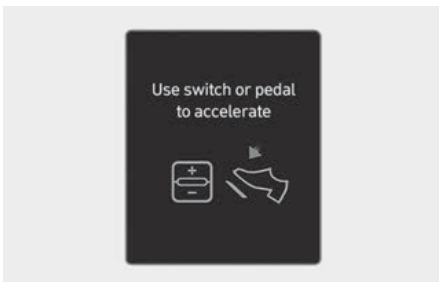 Use switch or pedal
to accelerate
+
−